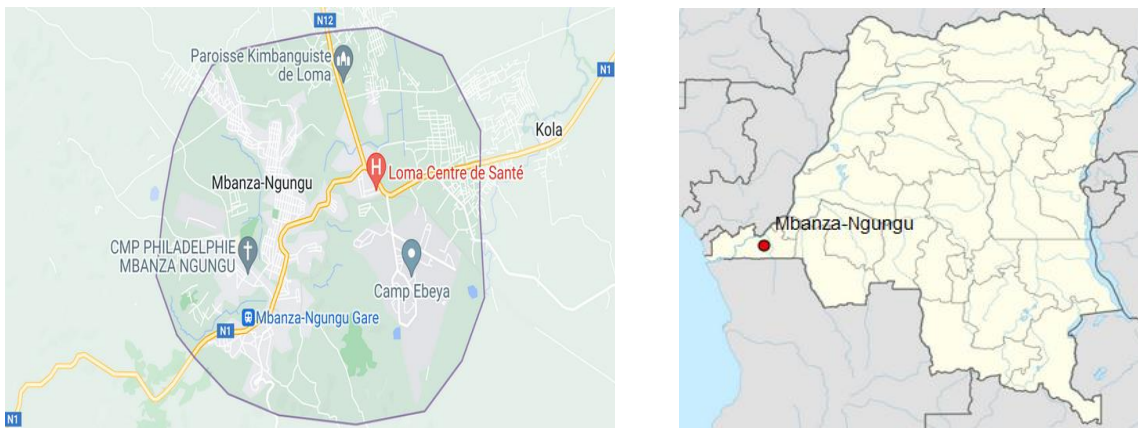 N12
Paroisse Kimbanguiste
de Loma
N1
Kola
Loma Centre de Santé
Mbanza-Ngungu
CMP PHILADELPHIE
MBANZA NGUNGU
Camp Ebeya
Mbanza-Ngungu Gare
N1
N1
Mbanza-Ngungu